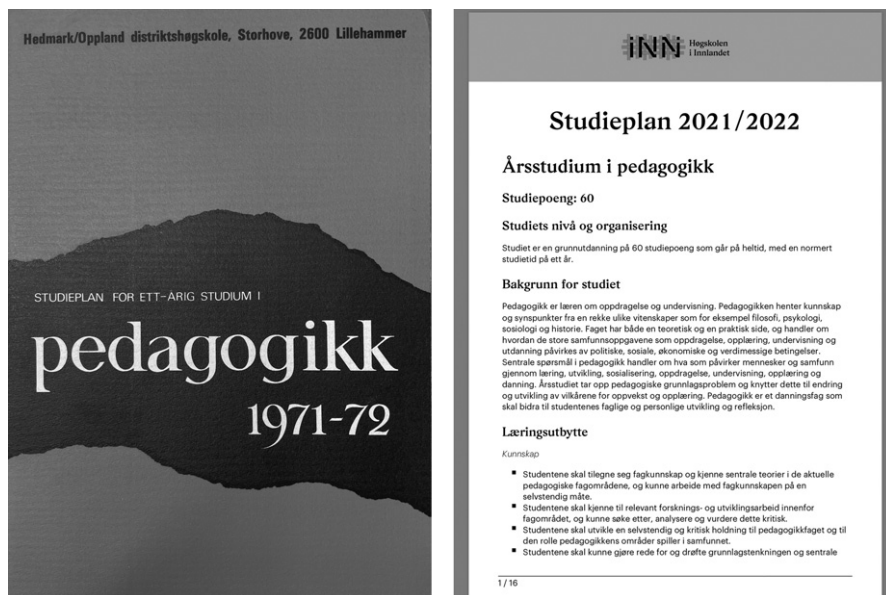 Hedmark/Oppland distriktshøgskole, Storhove, 2600 Lillehammer
STUDIEPLAN FOR ETT-ÅRIG STUDIUM I
pedagogikk
1971-72
iNN Høgskolen
i Innlandet
Studieplan 2021/2022
Årsstudium i pedagogikk
Studiepoeng: 60
Studiets nivå og organisering
Studiet er en grunnutdanning på 60 studiepoeng som går på heltid, med en normert
studietid på ett år.
Bakgrunn for studiet
Pedagogikk er læren om oppdragelse og undervisning. Pedagogikken henter kunnskap
og synspunkter fra en rekke ulike vitenskaper som for eksempel filosofi, psykologi,
sosiologi og historie. Faget har både en teoretisk og en praktisk side, og handler om
hvordan de store samfunnsoppgavene som oppdragelse, opplæring, undervisning og
utdanning påvirkes av politiske, sosiale, økonomiske og verdimessige betingelser.
Sentrale spørsmål i pedagogikk handler om hva som påvirker mennesker og samfunn
gjennom læring, utvikling, sosialisering, oppdragelse, undervisning, opplæring og
danning. Årsstudiet tar opp pedagogiske grunnlagsproblem og knytter dette til endring
og utvikling av vilkårene for oppvekst og opplæring. Pedagogikk er et danningsfag som
skal bidra til studentenes faglige og personlige utvikling og refleksjon.
Læringsutbytte
Kunnskap
▪ Studentene skal tilegne seg fagkunnskap og kjenne sentrale teorier i de aktuelle
pedagogiske fagområdene, og kunne arbeide med fagkunnskapen på en
selvstendig måte.
▪ Studentene skal kjenne til relevant forsknings- og utviklingsarbeid innenfor
fagområdet, og kunne søke etter, analysere og vurdere dette kritisk.
▪ Studentene skal utvikle en selvstendig og kritisk holdning til pedagogikkfaget og til
den rolle pedagogikkens områder spiller i samfunnet.
▪ Studentene skal kunne gjøre rede for og drøfte grunnlagstenkningen og sentrale
1 / 16